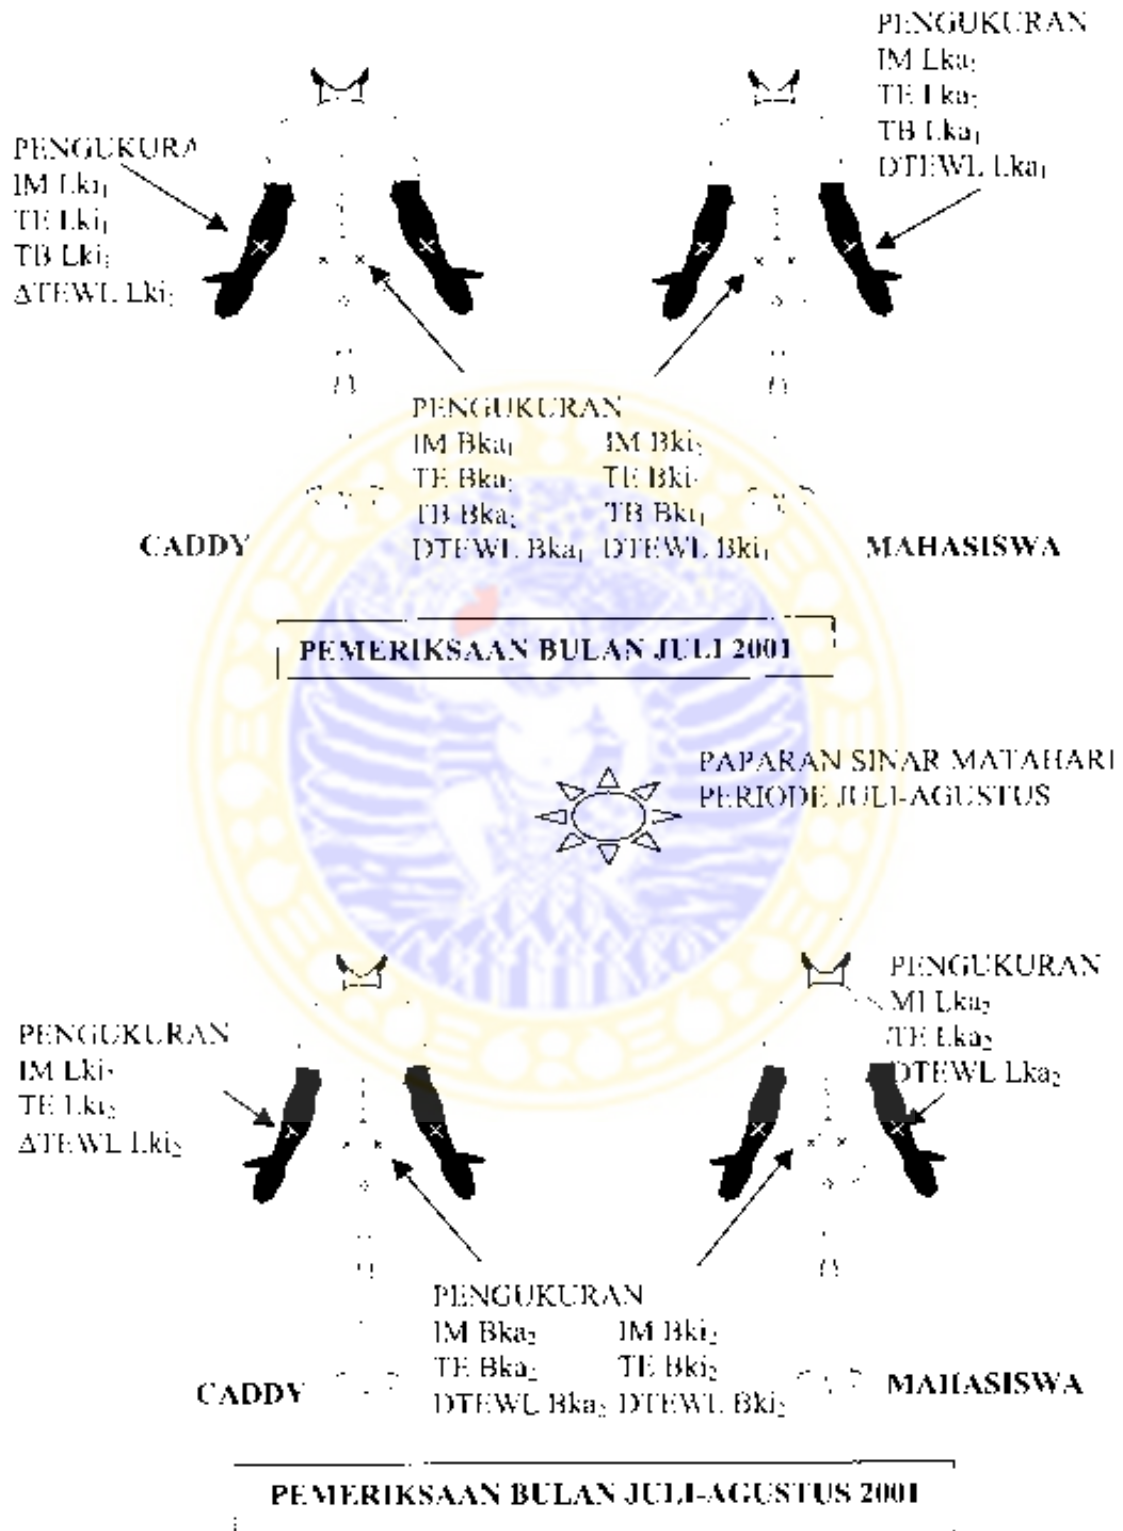 PENGUKURAN
IM Lka₁
TE Lka₁
TB Lka₁
DTEWL Lka₁
PENGUKURA
IM Lki₁
TE Lki₁
TB Lki₁
ΔTEWL Lki₁
PENGUKURAN
IM Bka₁ IM Bki₁
TE Bka₁ TE Bki₁
TB Bka₁ TB Bki₁
DTEWL Bka₁ DTEWL Bki₁
CADDY
MAHASISWA
PEMERIKSAAN BULAN JULI 2001
PAPARAN SINAR MATAHARI
PERIODE JULI-AGUSTUS
PENGUKURAN
MI Lka₂
TE Lka₂
DTEWL Lka₂
PENGUKURAN
IM Lki₂
TE Lki₂
ΔTEWL Lki₂
PENGUKURAN
IM Bka₂ IM Bki₂
TE Bka₂ TE Bki₂
DTEWL Bka₂ DTEWL Bki₂
CADDY
MAHASISWA
PEMERIKSAAN BULAN JULI-AGUSTUS 2001